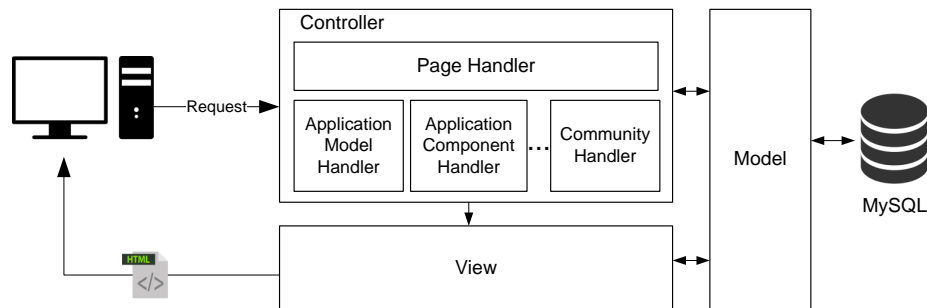 Controller
Page Handler
Request
Application
Model
Handler
Application
Component
Handler
...
Community
Handler
Model
MySQL
View
HTML
</>